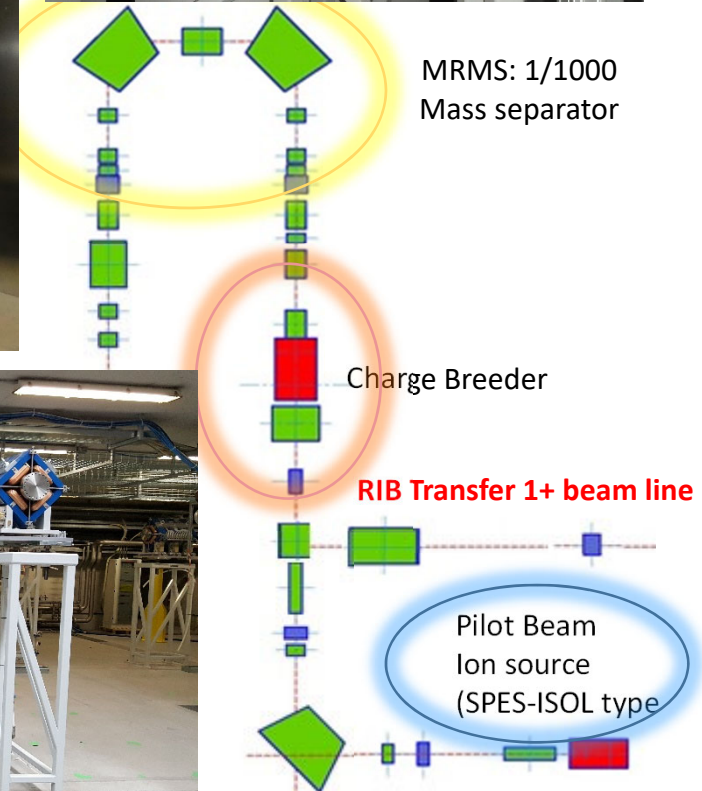 MRMS: 1/1000
Mass separator
Charge Breeder
RIB Transfer 1+ beam line
Pilot Beam
Ion source
(SPES-ISOL type